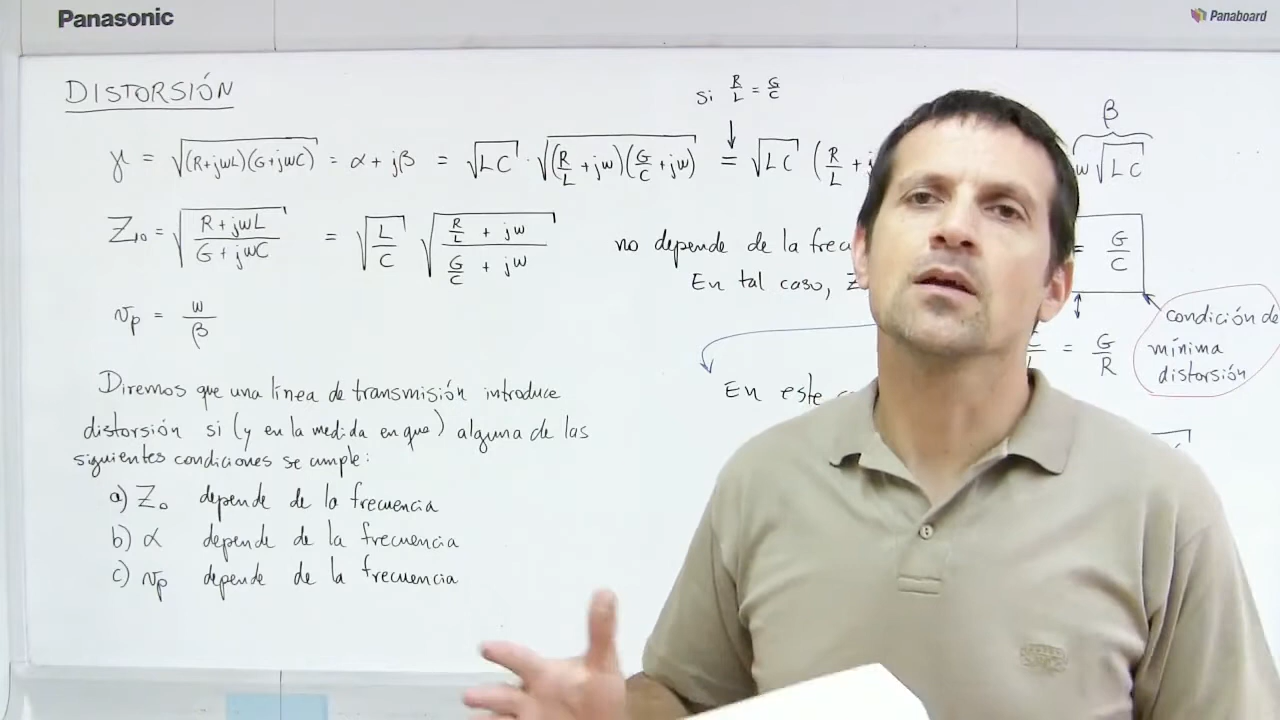 Panasonic
Panaboard
DISTORSIÓN
Si R/L = G/C
γ = √((R+jωL)(G+jωC)) = α + jβ = √LC · √((R/L + jω)(G/C + jω)) = √LC (R/L + j
β
ω √LC
Z₀ = √((R + jωL)/(G + jωC)) = √(L/C) √((R/L + jω)/(G/C + jω))
no depende de la
= G/C
En tal caso, Z
vp = ω/β
= G/R
condición de
mínima
distorsión
En este
Diremos que una línea de transmisión introduce
distorsión si (y en la medida en que) alguna de las
siguientes condiciones se cumple:
a) Z₀ depende de la frecuencia
b) α depende de la frecuencia
c) vp depende de la frecuencia